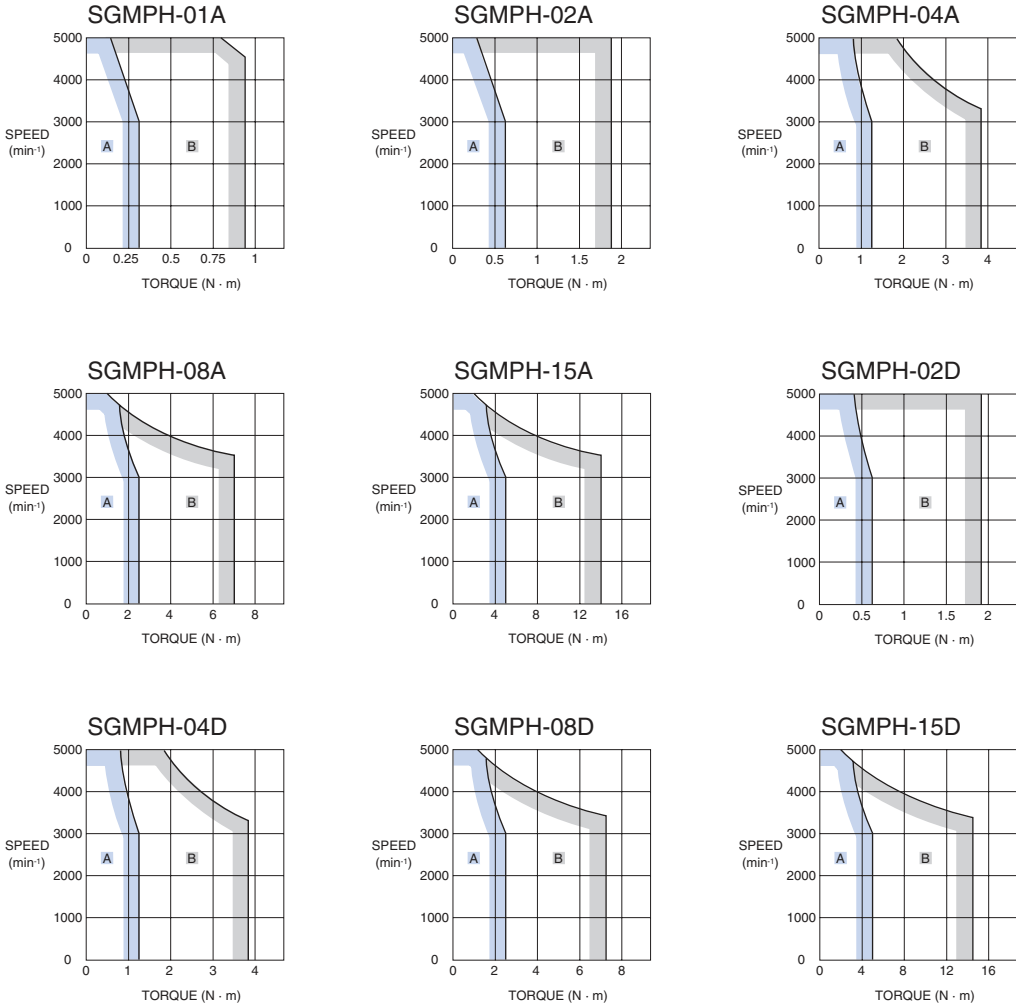 SGMPH-01A
5000
4000
3000
2000
1000
0
SPEED
(min-1)
A
B
0 0.25 0.5 0.75 1
TORQUE (N · m)
SGMPH-02A
5000
4000
3000
2000
1000
0
SPEED
(min-1)
A
B
0 0.5 1 1.5 2
TORQUE (N · m)
SGMPH-04A
5000
4000
3000
2000
1000
0
SPEED
(min-1)
A
B
0 1 2 3 4
TORQUE (N · m)
SGMPH-08A
5000
4000
3000
2000
1000
0
SPEED
(min-1)
A
B
0 2 4 6 8
TORQUE (N · m)
SGMPH-15A
5000
4000
3000
2000
1000
0
SPEED
(min-1)
A
B
0 4 8 12 16
TORQUE (N · m)
SGMPH-02D
5000
4000
3000
2000
1000
0
SPEED
(min-1)
A
B
0 0.5 1 1.5 2
TORQUE (N · m)
SGMPH-04D
5000
4000
3000
2000
1000
0
SPEED
(min-1)
A
B
0 1 2 3 4
TORQUE (N · m)
SGMPH-08D
5000
4000
3000
2000
1000
0
SPEED
(min-1)
A
B
0 2 4 6 8
TORQUE (N · m)
SGMPH-15D
5000
4000
3000
2000
1000
0
SPEED
(min-1)
A
B
0 4 8 12 16
TORQUE (N · m)